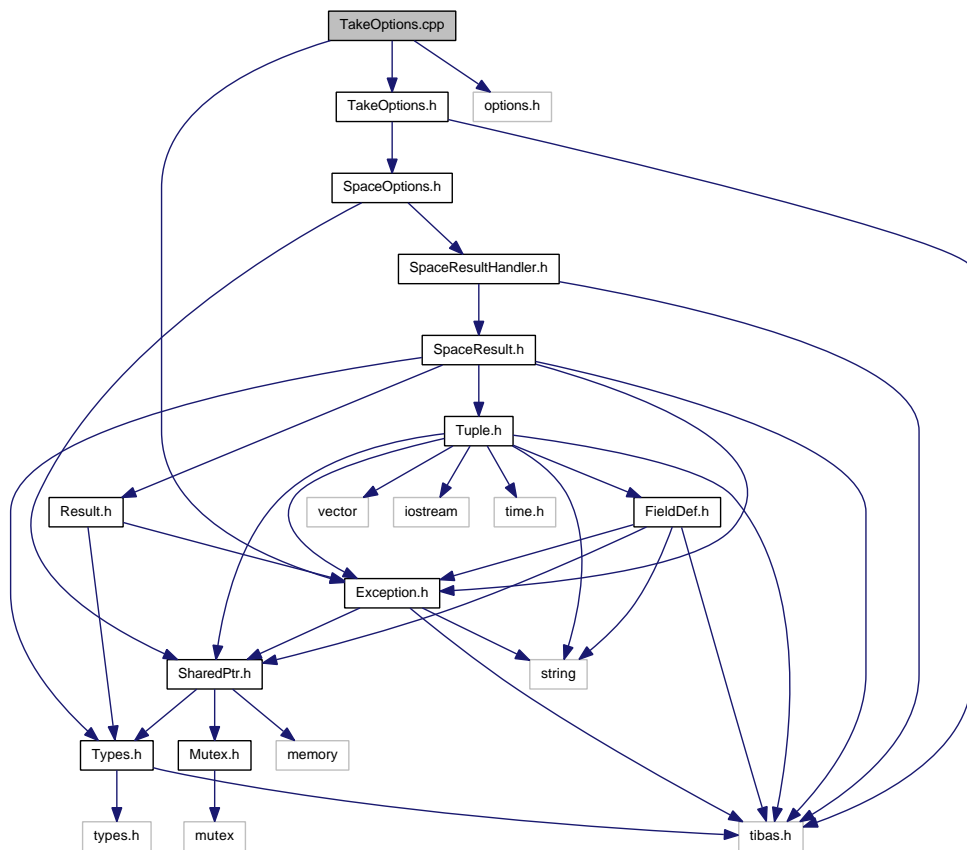 TakeOptions.cpp
TakeOptions.h
options.h
SpaceOptions.h
SpaceResultHandler.h
SpaceResult.h
Tuple.h
Result.h
vector
iostream
time.h
FieldDef.h
Exception.h
SharedPtr.h
string
Types.h
Mutex.h
memory
types.h
mutex
tibas.h